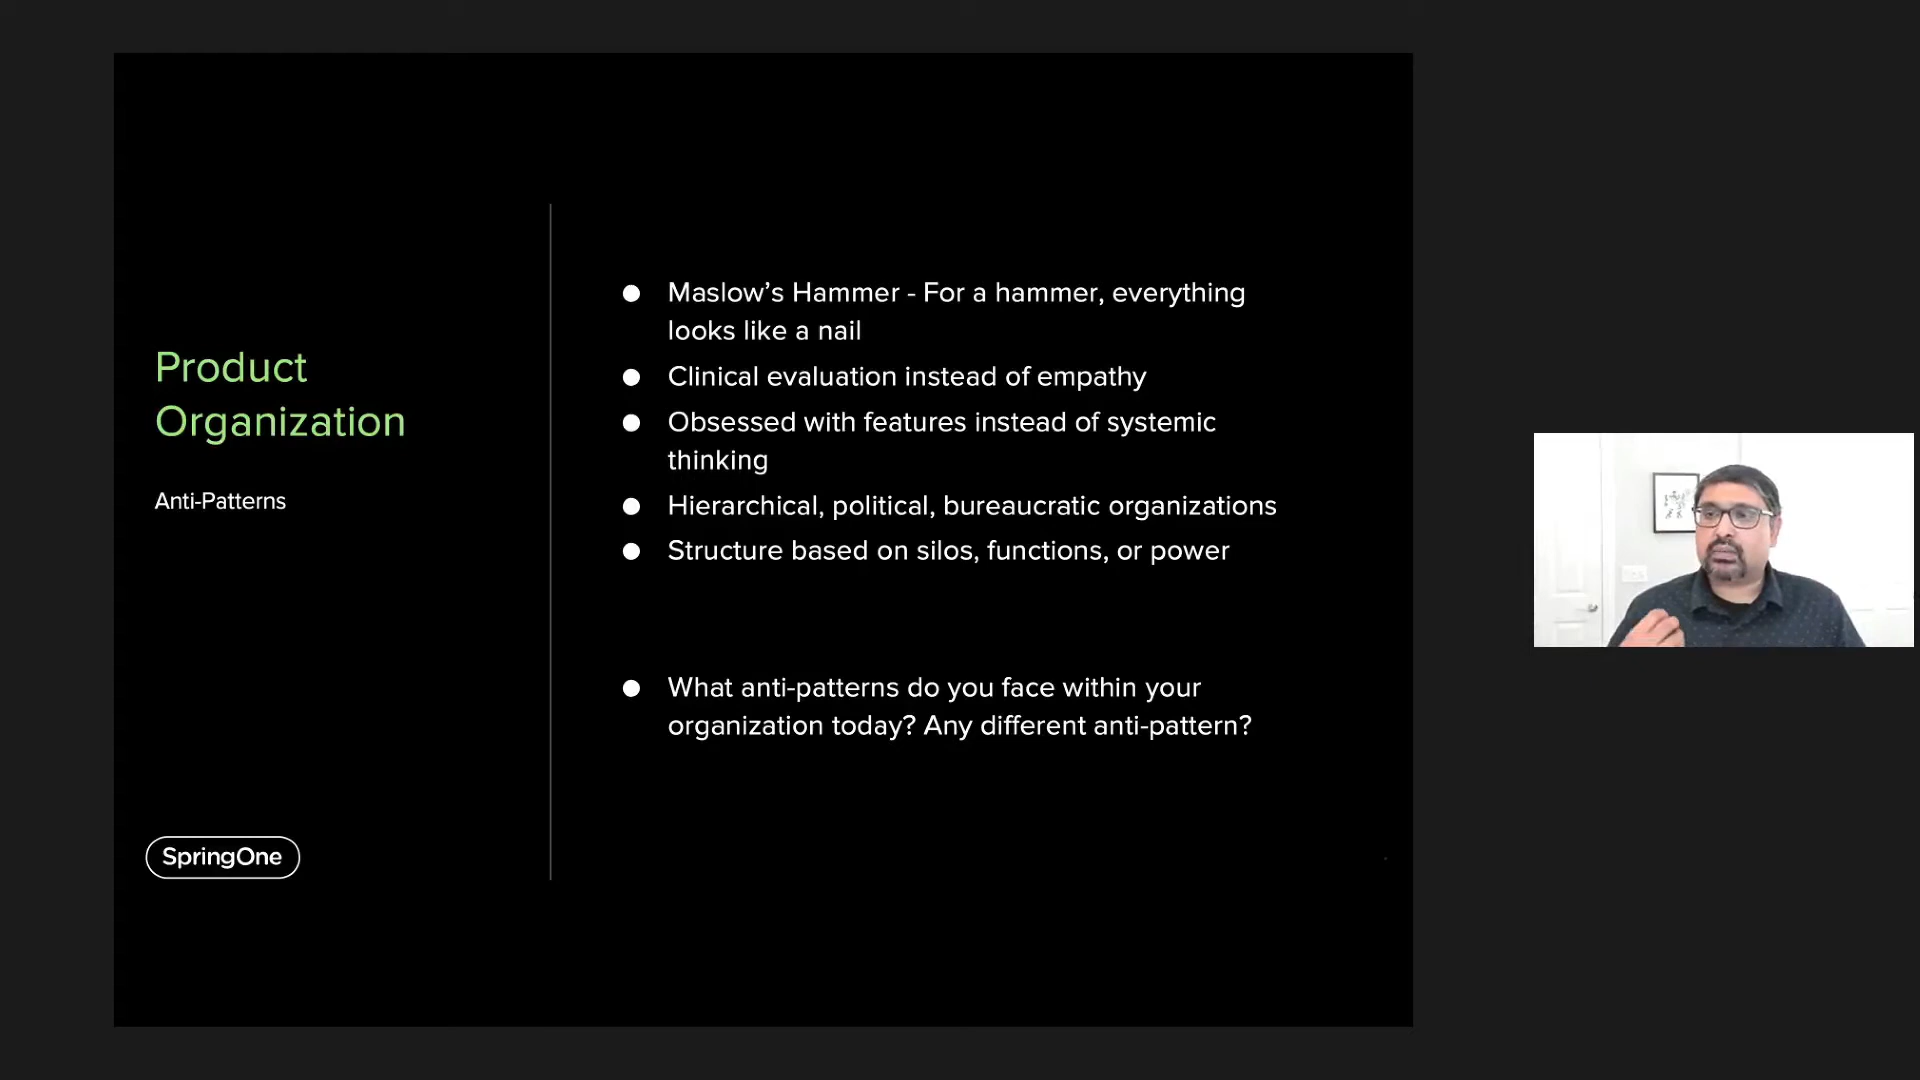 Product
Organization
Anti-Patterns
● Maslow’s Hammer - For a hammer, everything
looks like a nail
● Clinical evaluation instead of empathy
● Obsessed with features instead of systemic
thinking
● Hierarchical, political, bureaucratic organizations
● Structure based on silos, functions, or power
● What anti-patterns do you face within your
organization today? Any different anti-pattern?
SpringOne